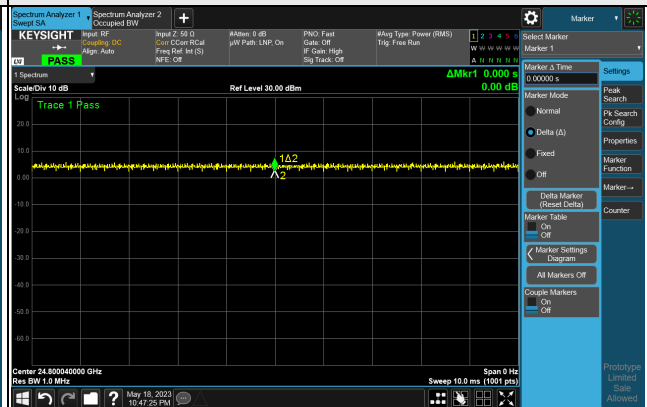 Spectrum Analyzer 1
Swept SA
Spectrum Analyzer 2
Occupied BW
Marker
KEYSIGHT
LXI
PASS
Input: RF
Coupling: DC
Align: Auto
Input Z: 50 Ω
Corr CCorr RCal
Freq Ref: Int (S)
NFE: Off
#Atten: 0 dB
µW Path: LNP, On
PNO: Fast
Gate: Off
IF Gain: High
Sig Track: Off
#Avg Type: Power (RMS)
Trig: Free Run
1 2 3 4 5 6
W W W W W W
A N N N N N
Select Marker
Marker 1
1 Spectrum
Scale/Div 10 dB
Ref Level 30.00 dBm
ΔMkr1 0.000 s
0.00 dB
Log
Trace 1 Pass
20.0
10.0
0.00
-10.0
-20.0
-30.0
-40.0
-50.0
-60.0
1Δ2
2
Center 24.800040000 GHz
Res BW 1.0 MHz
Span 0 Hz
Sweep 10.0 ms (1001 pts)
Marker Δ Time
0.00000 s
Marker Mode
Normal
Delta (Δ)
Fixed
Off
Delta Marker
(Reset Delta)
Marker Table
On
Off
Marker Settings
Diagram
All Markers Off
Couple Markers
On
Off
Settings
Peak
Search
Pk Search
Config
Properties
Marker
Function
Marker→
Counter
Prototype
Limited
Sale
Allowed
May 18, 2023
10:47:25 PM